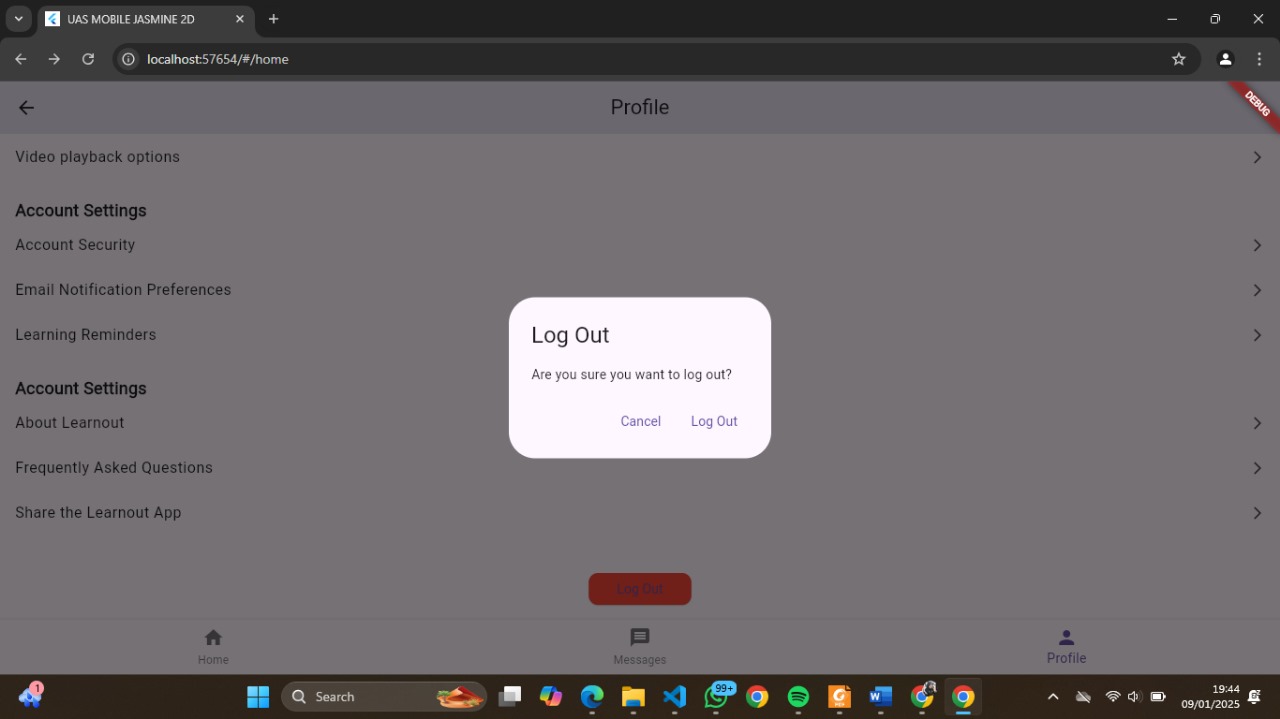 UAS MOBILE JASMINE 2D
localhost:57654/#/home
Profile
DEBUG
Video playback options
Account Settings
Account Security
Email Notification Preferences
Learning Reminders
Account Settings
About Learnout
Frequently Asked Questions
Share the Learnout App
Log Out
Are you sure you want to log out?
Cancel Log Out
Log Out
Home Messages Profile
1
Search
99+
PDF
19:44
09/01/2025